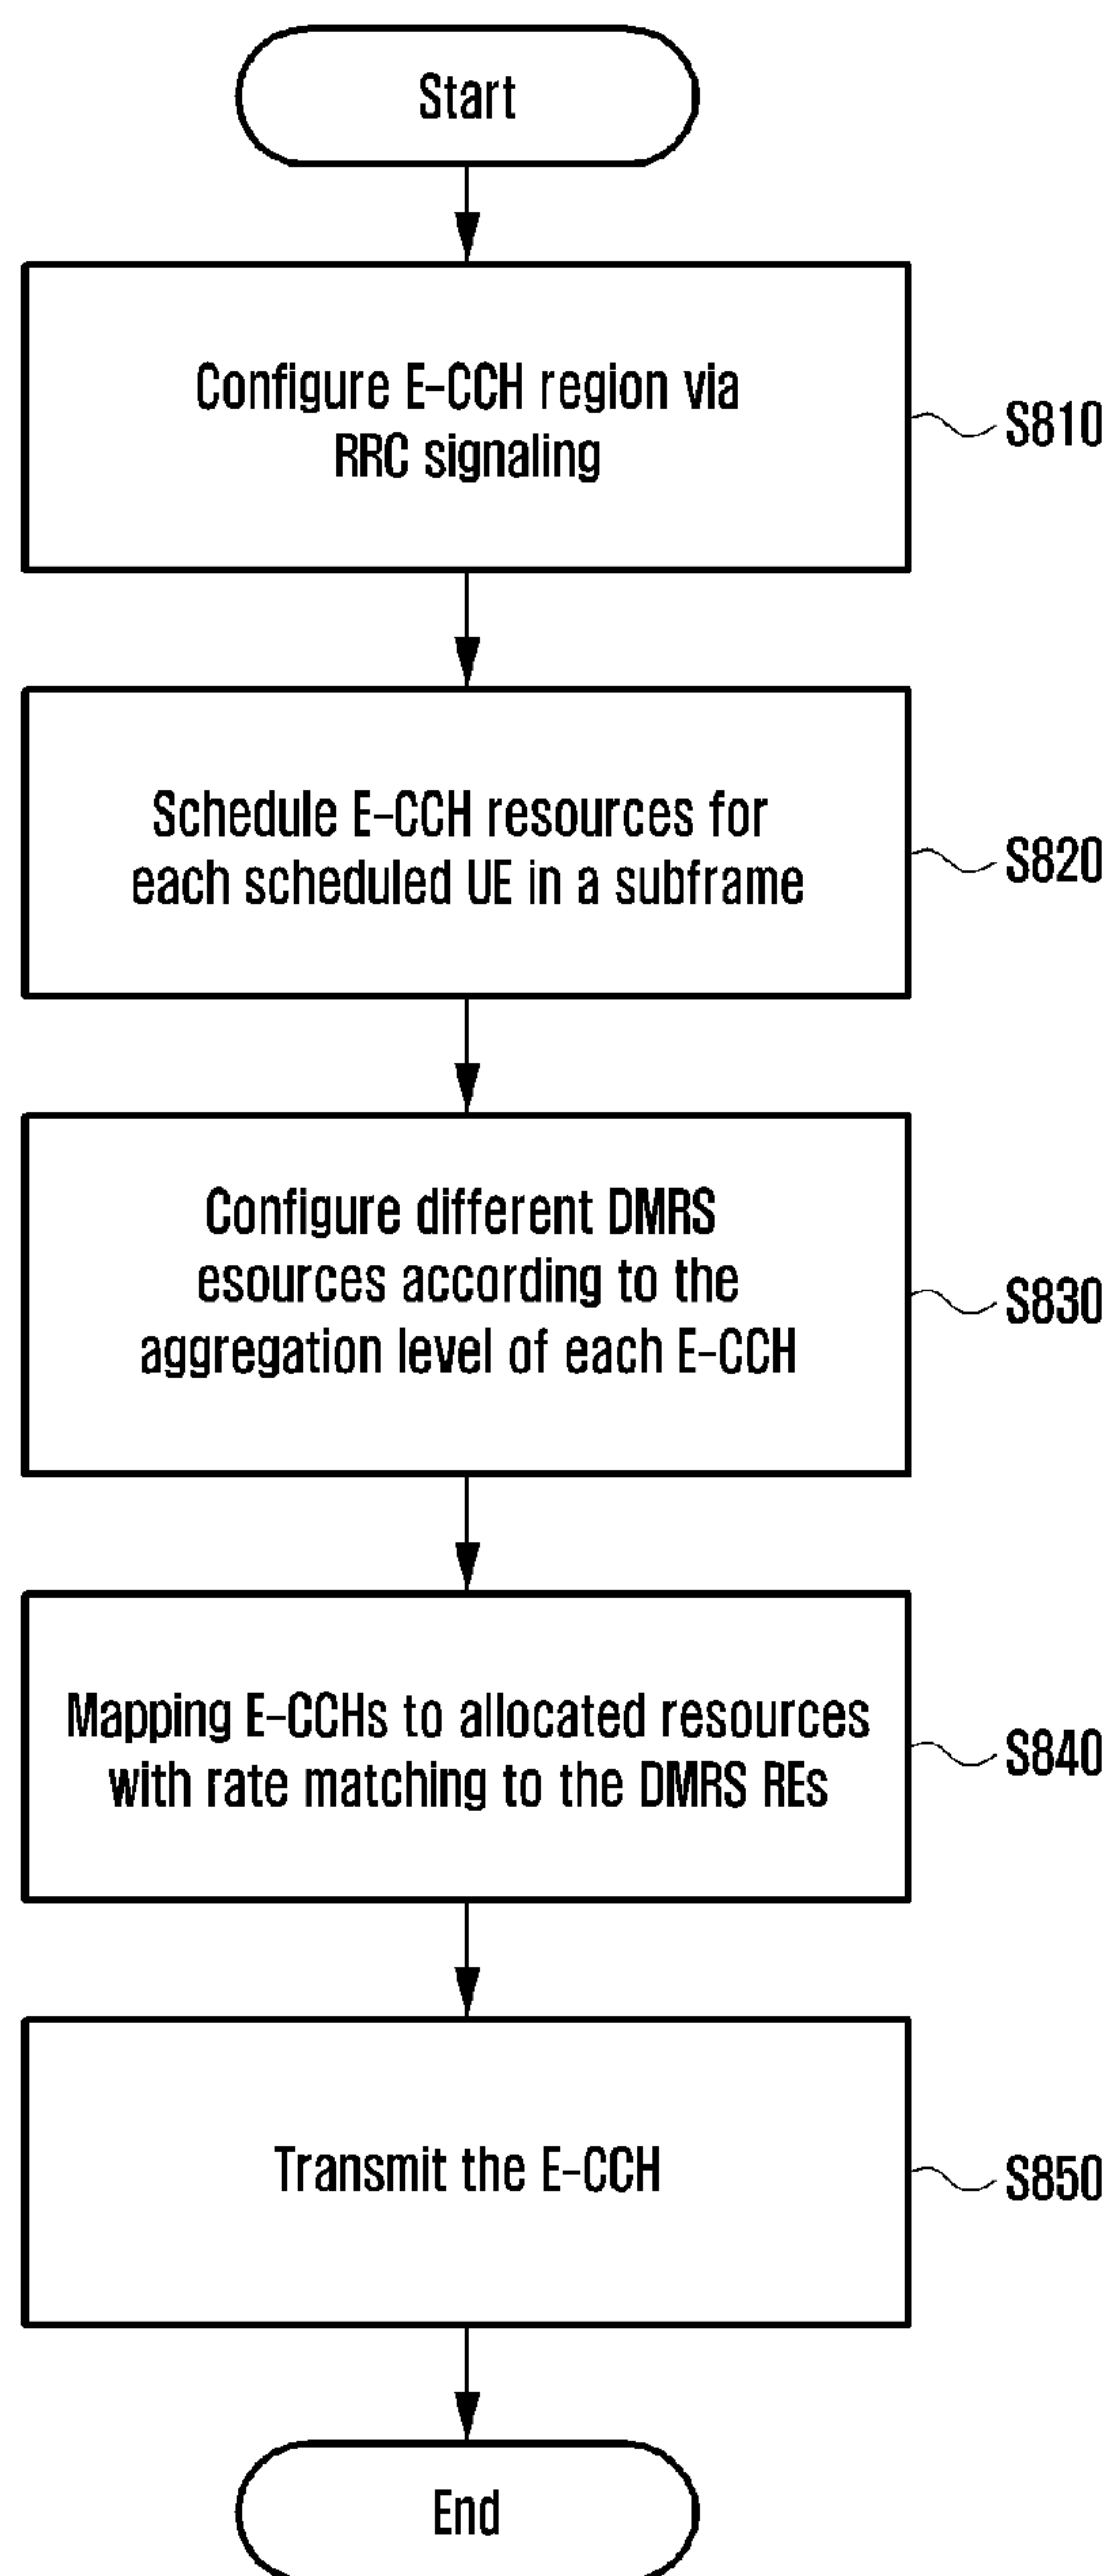 Start
Configure E-CCH region via
RRC signaling
S810
Schedule E-CCH resources for
each scheduled UE in a subframe
S820
Configure different DMRS
esources according to the
aggregation level of each E-CCH
S830
Mapping E-CCHs to allocated resources
with rate matching to the DMRS REs
S840
Transmit the E-CCH
S850
End